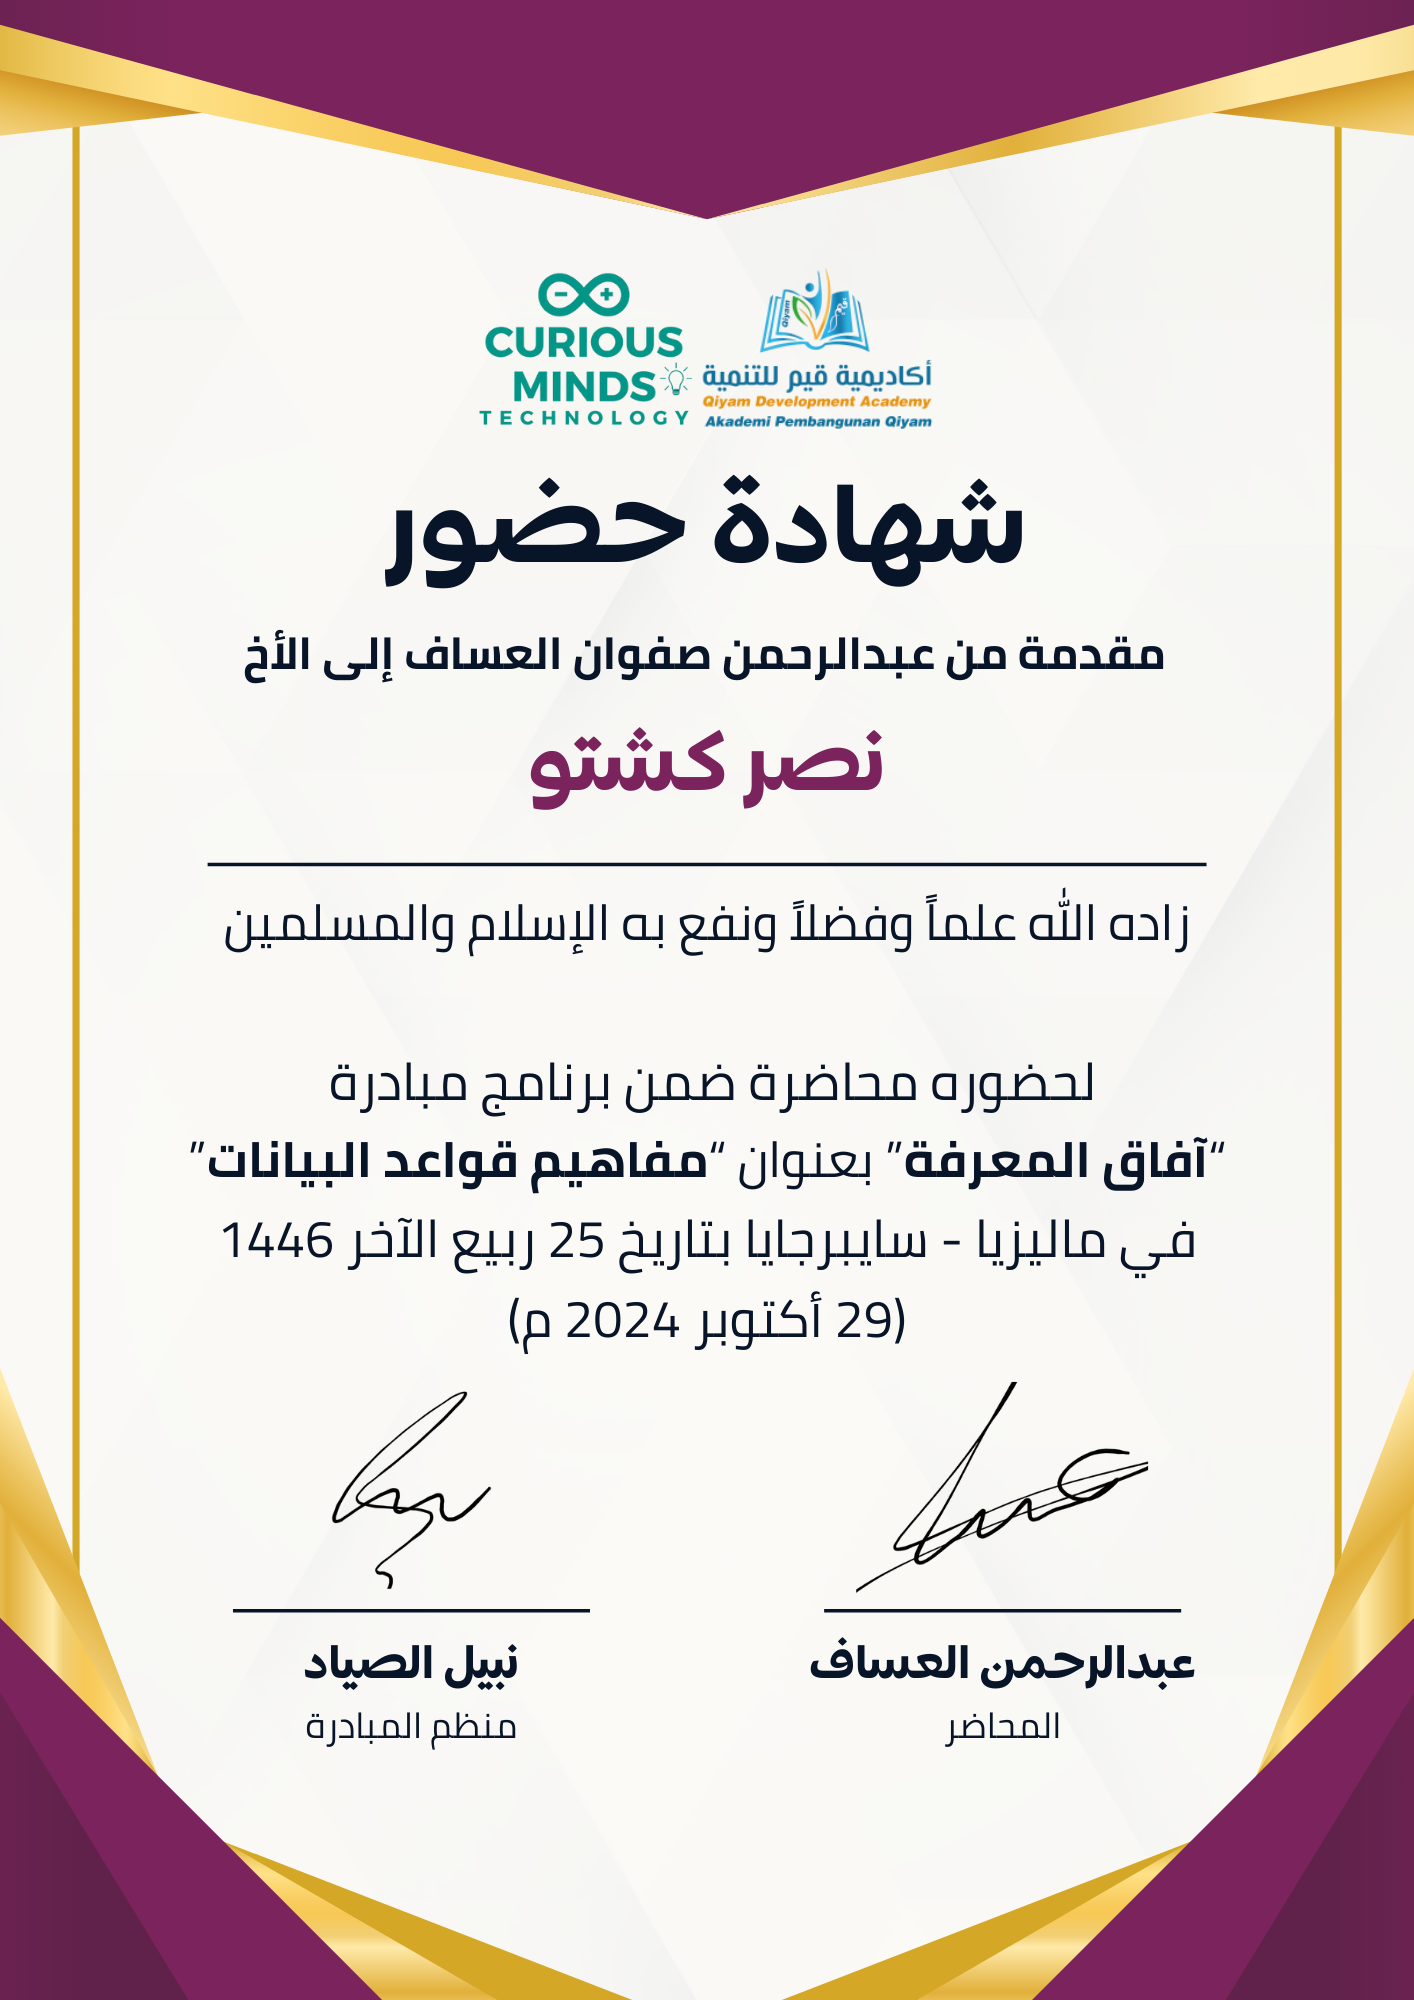 CURIOUS
MINDS
TECHNOLOGY
Qiyam
قيم
أكاديمية قيم للتنمية
Qiyam Development Academy
Akademi Pembangunan Qiyam
شهادة حضور
مقدمة من عبدالرحمن صفوان العساف إلى الأخ
نصر كشتو
زاده الله علماً وفضلاً ونفع به الإسلام والمسلمين
لحضوره محاضرة ضمن برنامج مبادرة
“آفاق المعرفة” بعنوان “مفاهيم قواعد البيانات”
في ماليزيا - سايبرجايا بتاريخ 25 ربيع الآخر 1446
(29 أكتوبر 2024 م)
عبدالرحمن العساف
المحاضر
نبيل الصياد
منظم المبادرة